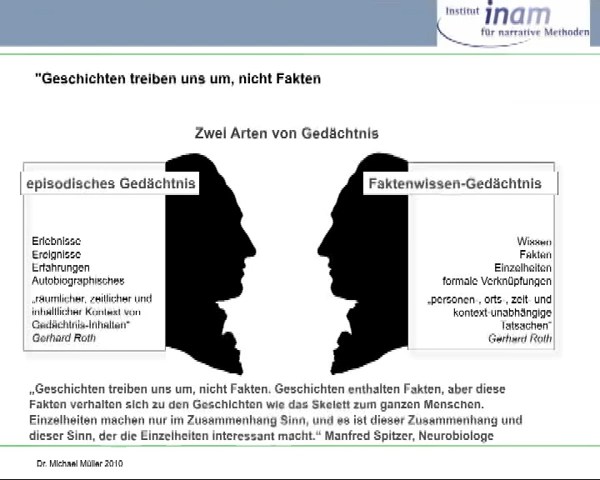 Institut inam
für narrative Methoden
"Geschichten treiben uns um, nicht Fakten
Zwei Arten von Gedächtnis
episodisches Gedächtnis
Erlebnisse
Ereignisse
Erfahrungen
Autobiographisches
„räumlicher, zeitlicher und
inhaltlicher Kontext von
Gedächtnis-Inhalten“
Gerhard Roth
Faktenwissen-Gedächtnis
Wissen
Fakten
Einzelheiten
formale Verknüpfungen
„personen-, orts-, zeit- und
kontext-unabhängige
Tatsachen“
Gerhard Roth
„Geschichten treiben uns um, nicht Fakten. Geschichten enthalten Fakten, aber diese
Fakten verhalten sich zu den Geschichten wie das Skelett zum ganzen Menschen.
Einzelheiten machen nur im Zusammenhang Sinn, und es ist dieser Zusammenhang und
dieser Sinn, der die Einzelheiten interessant macht.“ Manfred Spitzer, Neurobiologe
Dr. Michael Müller 2010